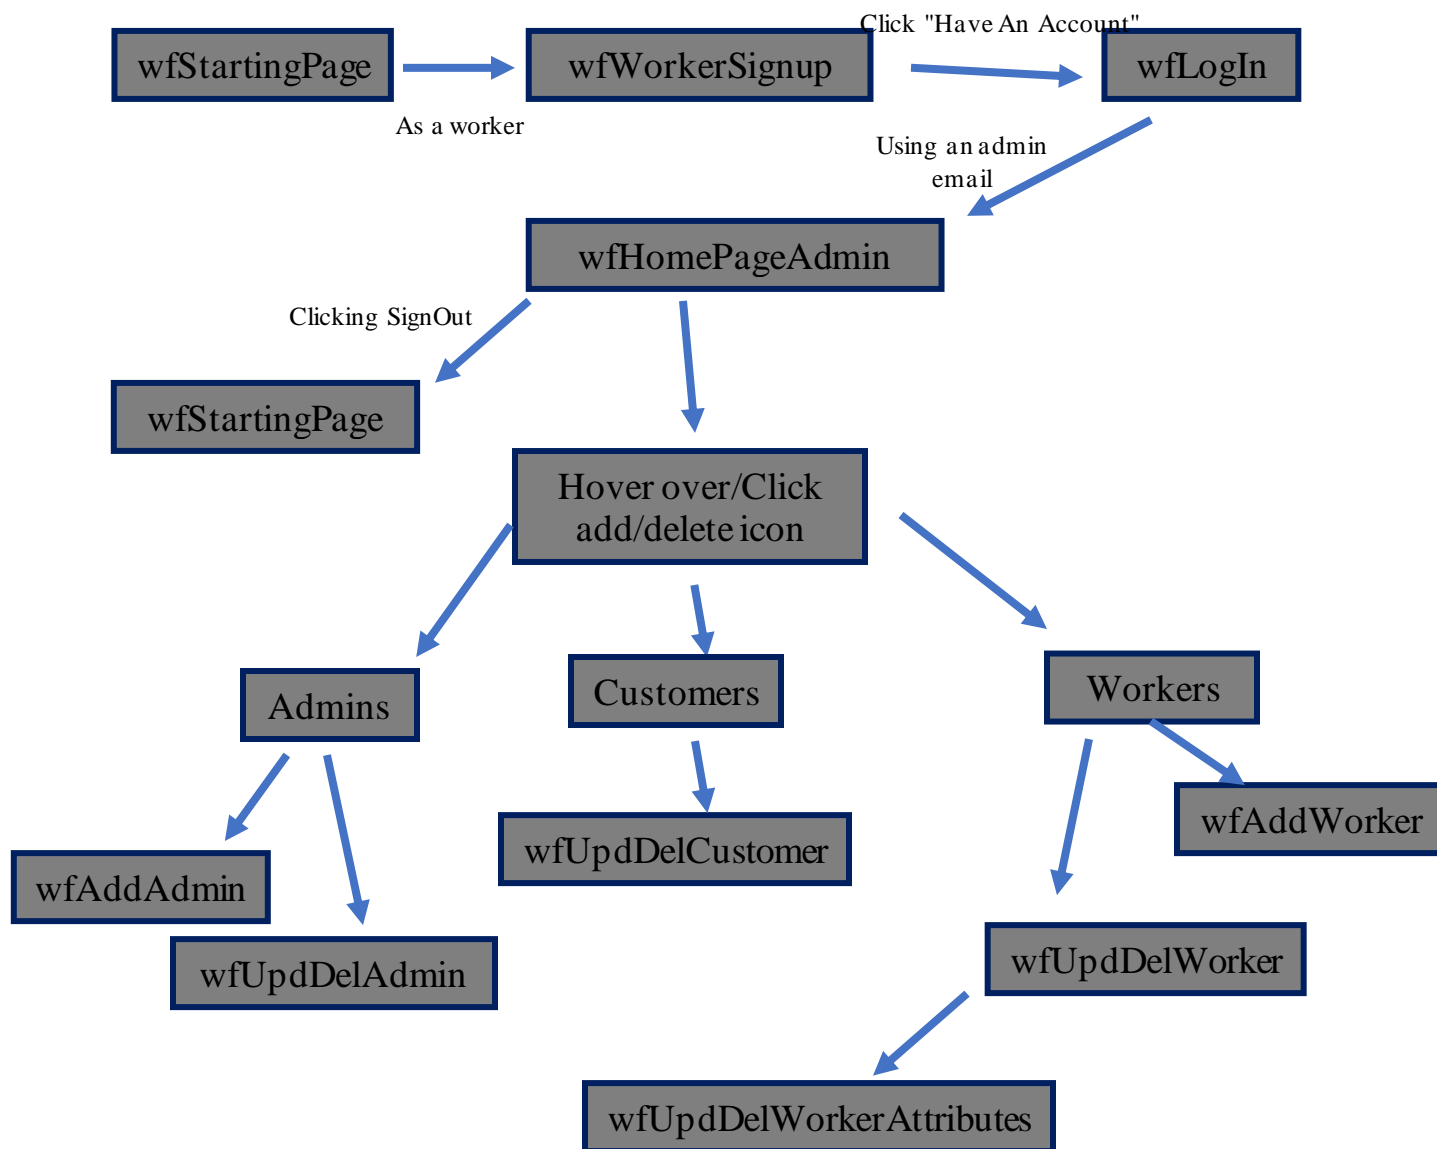 Click "Have An Account"
wfStartingPage
wfWorkerSignup
wfLogIn
As a worker
Using an admin
email
wfHomePageAdmin
Clicking SignOut
wfStartingPage
Hover over/Click
add/delete icon
Admins
Customers
Workers
wfAddWorker
wfUpdDelCustomer
wfAddAdmin
wfUpdDelAdmin
wfUpdDelWorker
wfUpdDelWorkerAttributes